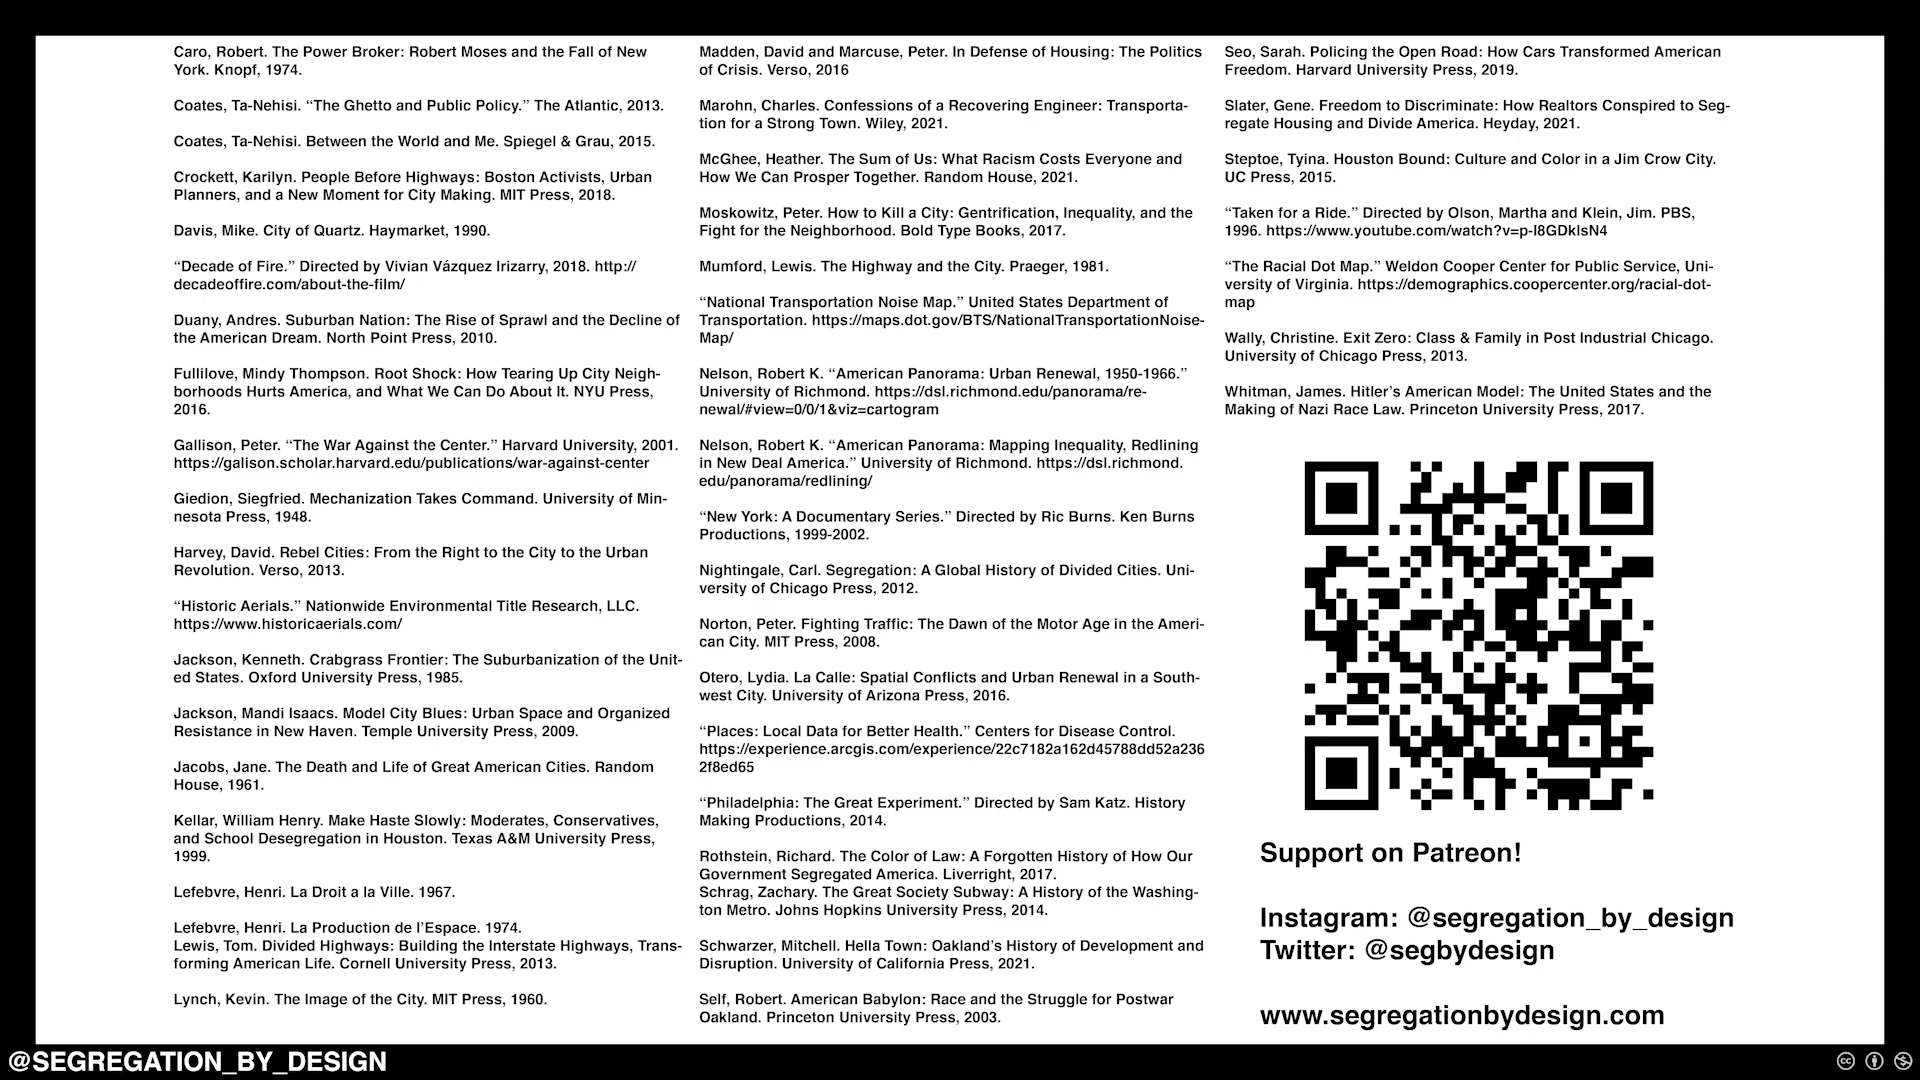 Caro, Robert. The Power Broker: Robert Moses and the Fall of New
York. Knopf, 1974.
Coates, Ta-Nehisi. “The Ghetto and Public Policy.” The Atlantic, 2013.
Coates, Ta-Nehisi. Between the World and Me. Spiegel & Grau, 2015.
Crockett, Karilyn. People Before Highways: Boston Activists, Urban
Planners, and a New Moment for City Making. MIT Press, 2018.
Davis, Mike. City of Quartz. Haymarket, 1990.
“Decade of Fire.” Directed by Vivian Vázquez Irizarry, 2018. http://
decadeoffire.com/about-the-film/
Duany, Andres. Suburban Nation: The Rise of Sprawl and the Decline of
the American Dream. North Point Press, 2010.
Fullilove, Mindy Thompson. Root Shock: How Tearing Up City Neigh-
borhoods Hurts America, and What We Can Do About It. NYU Press,
2016.
Gallison, Peter. “The War Against the Center.” Harvard University, 2001.
https://galison.scholar.harvard.edu/publications/war-against-center
Giedion, Siegfried. Mechanization Takes Command. University of Min-
nesota Press, 1948.
Harvey, David. Rebel Cities: From the Right to the City to the Urban
Revolution. Verso, 2013.
“Historic Aerials.” Nationwide Environmental Title Research, LLC.
https://www.historicaerials.com/
Jackson, Kenneth. Crabgrass Frontier: The Suburbanization of the Unit-
ed States. Oxford University Press, 1985.
Jackson, Mandi Isaacs. Model City Blues: Urban Space and Organized
Resistance in New Haven. Temple University Press, 2009.
Jacobs, Jane. The Death and Life of Great American Cities. Random
House, 1961.
Kellar, William Henry. Make Haste Slowly: Moderates, Conservatives,
and School Desegregation in Houston. Texas A&M University Press,
1999.
Lefebvre, Henri. La Droit a la Ville. 1967.
Lefebvre, Henri. La Production de l’Espace. 1974.
Lewis, Tom. Divided Highways: Building the Interstate Highways, Trans-
forming American Life. Cornell University Press, 2013.
Lynch, Kevin. The Image of the City. MIT Press, 1960.
Madden, David and Marcuse, Peter. In Defense of Housing: The Politics
of Crisis. Verso, 2016
Marohn, Charles. Confessions of a Recovering Engineer: Transporta-
tion for a Strong Town. Wiley, 2021.
McGhee, Heather. The Sum of Us: What Racism Costs Everyone and
How We Can Prosper Together. Random House, 2021.
Moskowitz, Peter. How to Kill a City: Gentrification, Inequality, and the
Fight for the Neighborhood. Bold Type Books, 2017.
Mumford, Lewis. The Highway and the City. Praeger, 1981.
“National Transportation Noise Map.” United States Department of
Transportation. https://maps.dot.gov/BTS/NationalTransportationNoise-
Map/
Nelson, Robert K. “American Panorama: Urban Renewal, 1950-1966.”
University of Richmond. https://dsl.richmond.edu/panorama/re-
newal/#view=0/0/1&viz=cartogram
Nelson, Robert K. “American Panorama: Mapping Inequality, Redlining
in New Deal America.” University of Richmond. https://dsl.richmond.
edu/panorama/redlining/
“New York: A Documentary Series.” Directed by Ric Burns. Ken Burns
Productions, 1999-2002.
Nightingale, Carl. Segregation: A Global History of Divided Cities. Uni-
versity of Chicago Press, 2012.
Norton, Peter. Fighting Traffic: The Dawn of the Motor Age in the Ameri-
can City. MIT Press, 2008.
Otero, Lydia. La Calle: Spatial Conflicts and Urban Renewal in a South-
west City. University of Arizona Press, 2016.
“Places: Local Data for Better Health.” Centers for Disease Control.
https://experience.arcgis.com/experience/22c7182a162d45788dd52a236
2f8ed65
“Philadelphia: The Great Experiment.” Directed by Sam Katz. History
Making Productions, 2014.
Rothstein, Richard. The Color of Law: A Forgotten History of How Our
Government Segregated America. Liverright, 2017.
Schrag, Zachary. The Great Society Subway: A History of the Washing-
ton Metro. Johns Hopkins University Press, 2014.
Schwarzer, Mitchell. Hella Town: Oakland’s History of Development and
Disruption. University of California Press, 2021.
Self, Robert. American Babylon: Race and the Struggle for Postwar
Oakland. Princeton University Press, 2003.
Seo, Sarah. Policing the Open Road: How Cars Transformed American
Freedom. Harvard University Press, 2019.
Slater, Gene. Freedom to Discriminate: How Realtors Conspired to Seg-
regate Housing and Divide America. Heyday, 2021.
Steptoe, Tyina. Houston Bound: Culture and Color in a Jim Crow City.
UC Press, 2015.
“Taken for a Ride.” Directed by Olson, Martha and Klein, Jim. PBS,
1996. https://www.youtube.com/watch?v=p-I8GDklsN4
“The Racial Dot Map.” Weldon Cooper Center for Public Service, Uni-
versity of Virginia. https://demographics.coopercenter.org/racial-dot-
map
Wally, Christine. Exit Zero: Class & Family in Post Industrial Chicago.
University of Chicago Press, 2013.
Whitman, James. Hitler’s American Model: The United States and the
Making of Nazi Race Law. Princeton University Press, 2017.
Support on Patreon!
Instagram: @segregation_by_design
Twitter: @segbydesign
www.segregationbydesign.com
@SEGREGATION_BY_DESIGN
cc